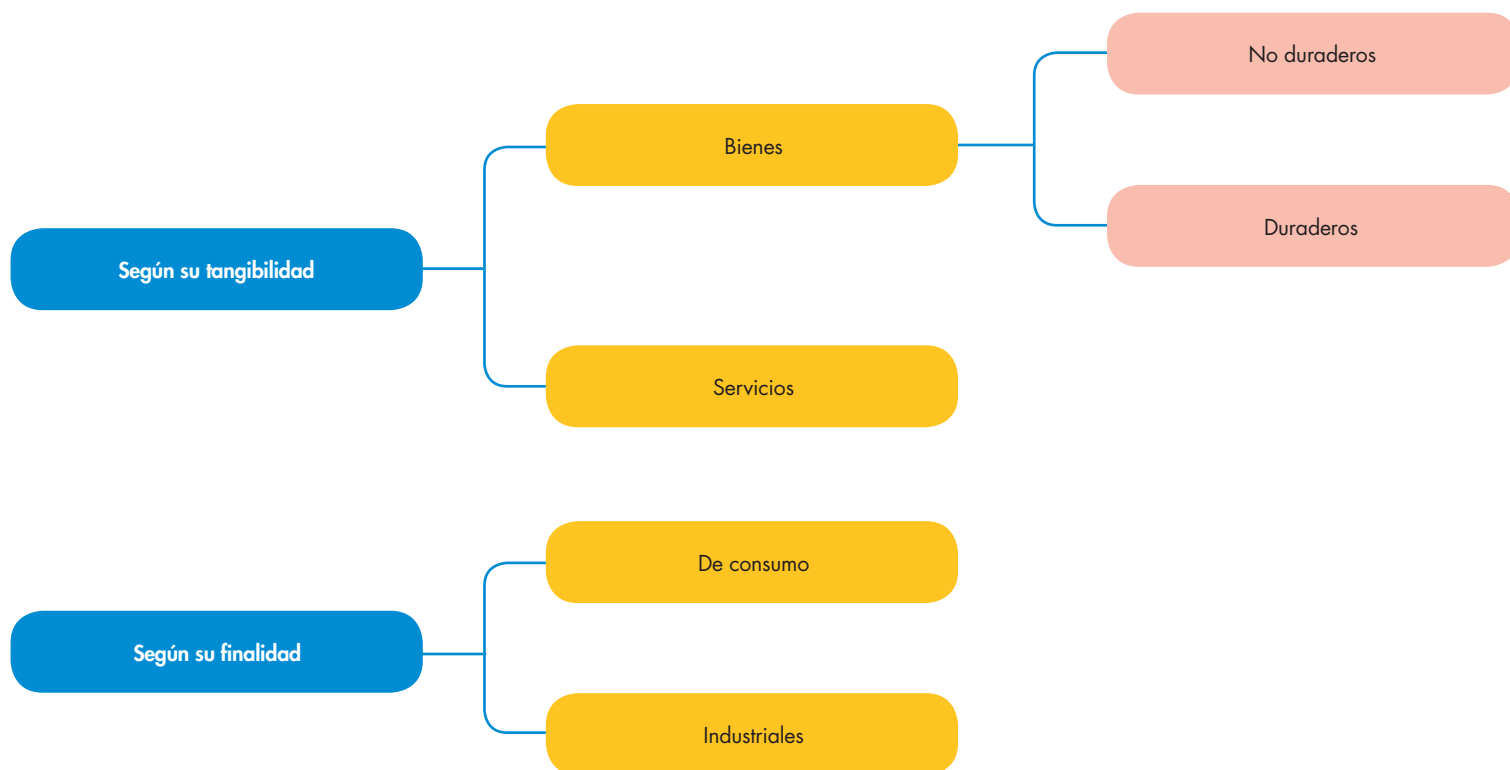 Según su tangibilidad
Bienes
No duraderos
Duraderos
Servicios
Según su finalidad
De consumo
Industriales